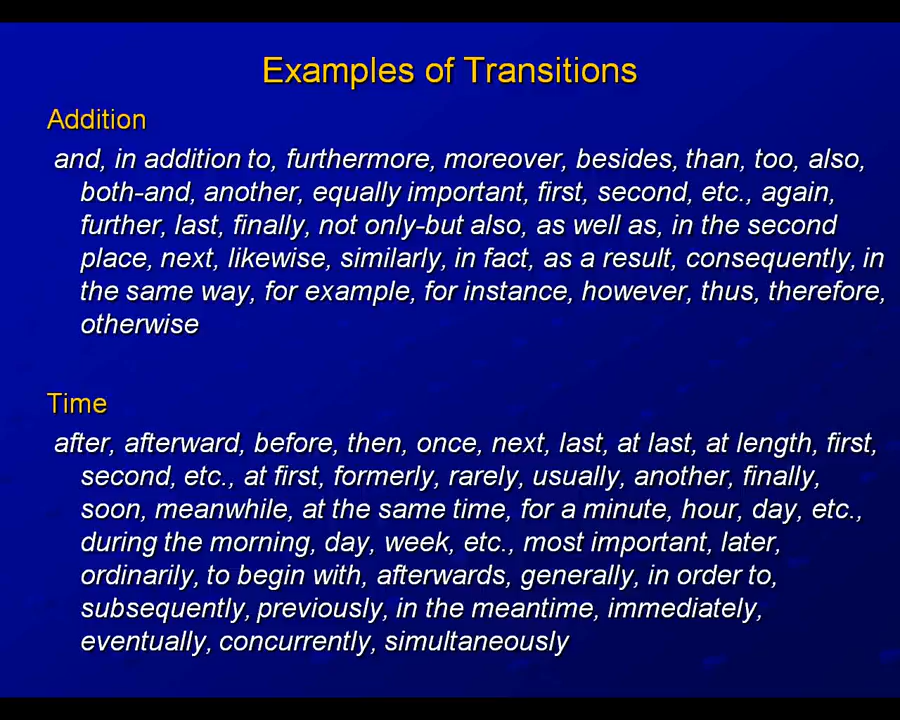 Examples of Transitions
Addition
and, in addition to, furthermore, moreover, besides, than, too, also,
both-and, another, equally important, first, second, etc., again,
further, last, finally, not only-but also, as well as, in the second
place, next, likewise, similarly, in fact, as a result, consequently, in
the same way, for example, for instance, however, thus, therefore,
otherwise
Time
after, afterward, before, then, once, next, last, at last, at length, first,
second, etc., at first, formerly, rarely, usually, another, finally,
soon, meanwhile, at the same time, for a minute, hour, day, etc.,
during the morning, day, week, etc., most important, later,
ordinarily, to begin with, afterwards, generally, in order to,
subsequently, previously, in the meantime, immediately,
eventually, concurrently, simultaneously